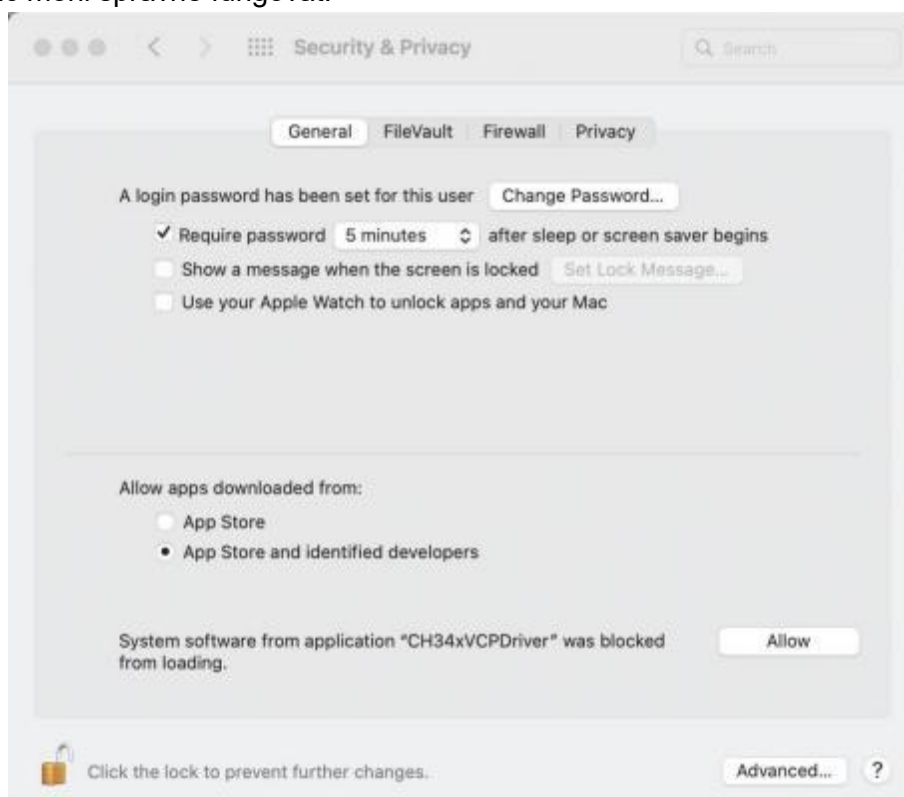 Security & Privacy
Search
General FileVault Firewall Privacy
A login password has been set for this user Change Password...
Require password 5 minutes after sleep or screen saver begins
Show a message when the screen is locked Set Lock Message...
Use your Apple Watch to unlock apps and your Mac
Allow apps downloaded from:
App Store
App Store and identified developers
System software from application "CH34xVCPDriver" was blocked Allow
from loading.
Click the lock to prevent further changes. Advanced... ?